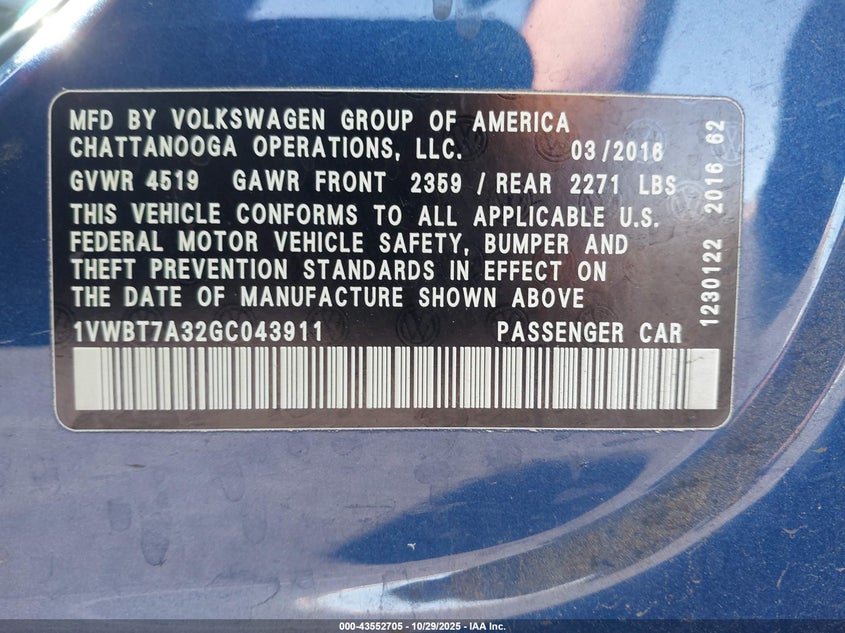 MFD BY VOLKSWAGEN GROUP OF AMERICA
CHATTANOOGA OPERATIONS, LLC. 03/2016
GVWR 4519 GAWR FRONT 2359 / REAR 2271 LBS
THIS VEHICLE CONFORMS TO ALL APPLICABLE U.S.
FEDERAL MOTOR VEHICLE SAFETY, BUMPER AND
THEFT PREVENTION STANDARDS IN EFFECT ON
THE DATE OF MANUFACTURE SHOWN ABOVE
1VWBT7A32GC043911 PASSENGER CAR
1230122 2016 62
000-43552705 - 10/29/2025 - IAA Inc.